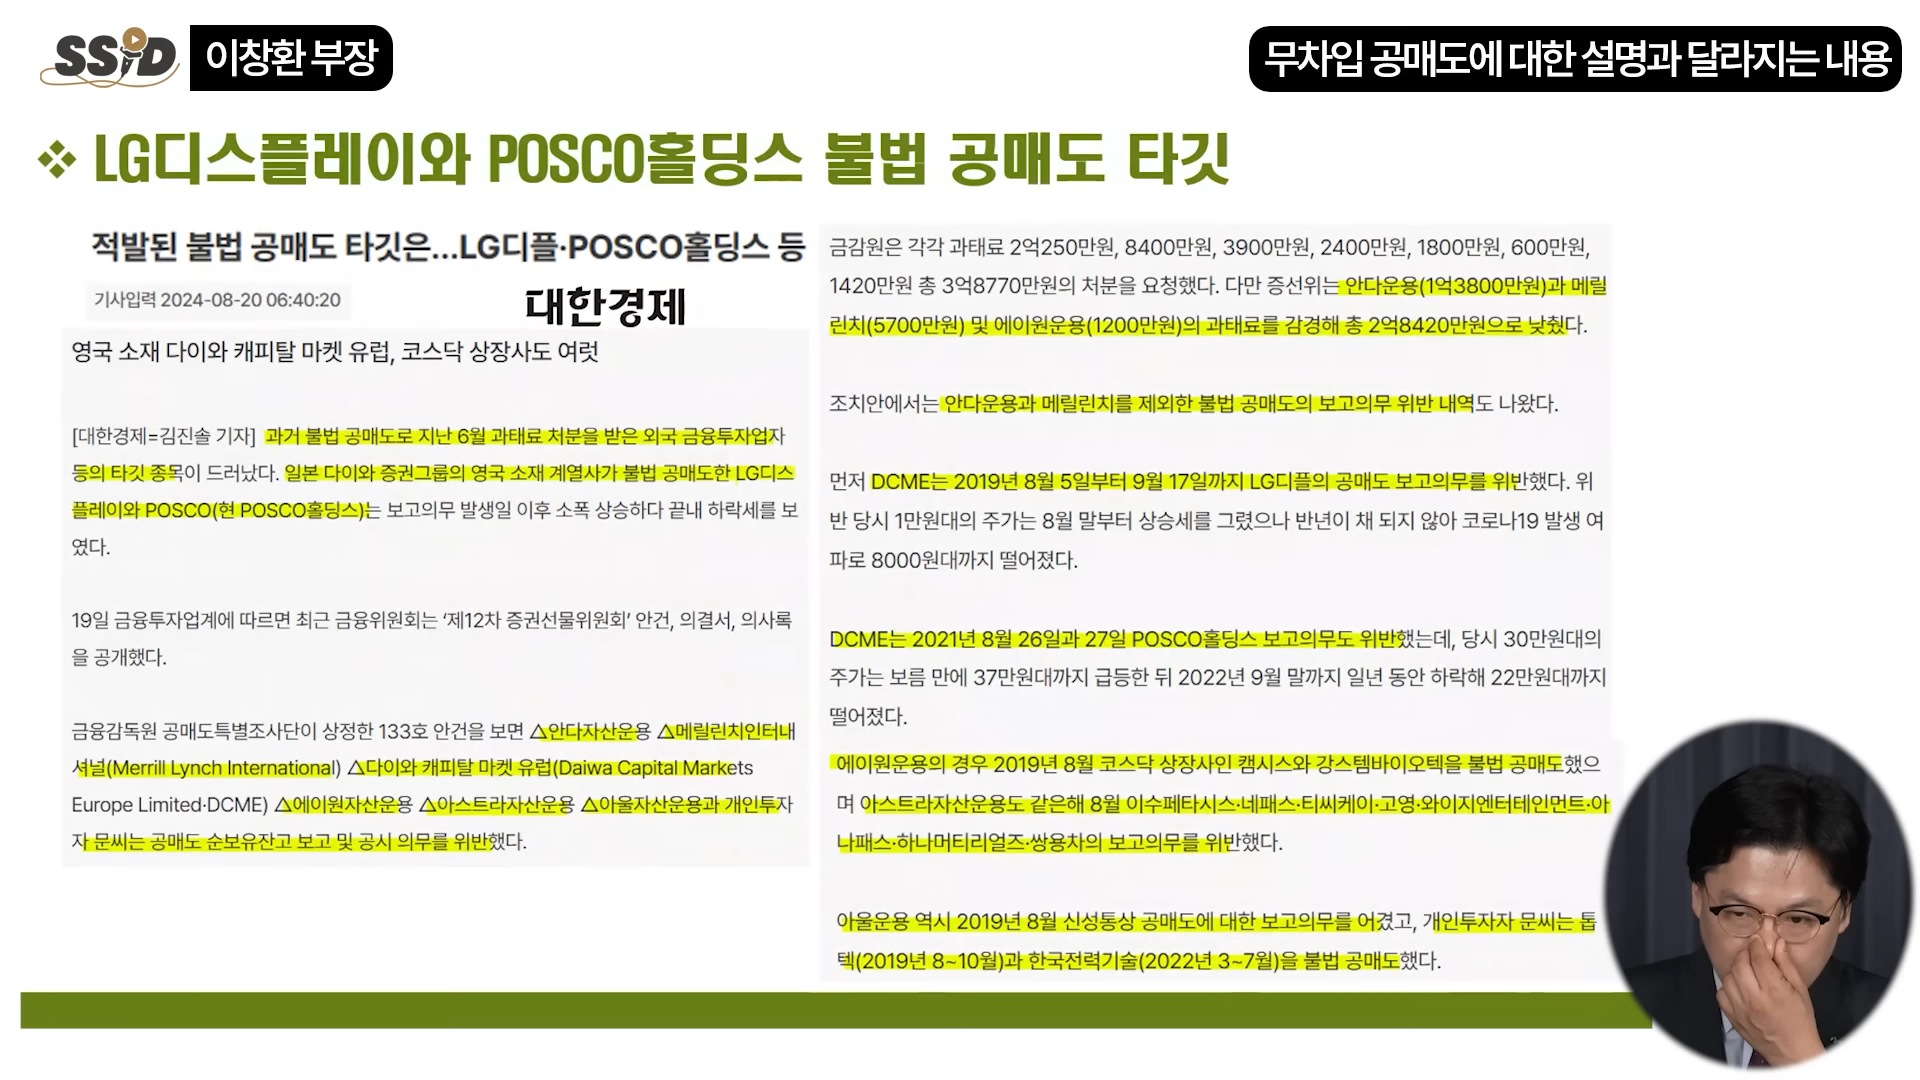 SSiD
이창환 부장
무차입 공매도에 대한 설명과 달라지는 내용
❖ LG디스플레이와 POSCO홀딩스 불법 공매도 타깃
적발된 불법 공매도 타깃은...LG디플·POSCO홀딩스 등
기사입력 2024-08-20 06:40:20
대한경제
영국 소재 다이와 캐피탈 마켓 유럽, 코스닥 상장사도 여럿
[대한경제=김진솔 기자] 과거 불법 공매도로 지난 6월 과태료 처분을 받은 외국 금융투자업자
등의 타깃 종목이 드러났다. 일본 다이와 증권그룹의 영국 소재 계열사가 불법 공매도한 LG디스
플레이와 POSCO(현 POSCO홀딩스)는 보고의무 발생일 이후 소폭 상승하다 끝내 하락세를 보
였다.
19일 금융투자업계에 따르면 최근 금융위원회는 ‘제12차 증권선물위원회’ 안건, 의결서, 의사록
을 공개했다.
금융감독원 공매도특별조사단이 상정한 133호 안건을 보면 △안다자산운용 △메릴린치인터내
셔널(Merrill Lynch International) △다이와 캐피탈 마켓 유럽(Daiwa Capital Markets
Europe Limited·DCME) △에이원자산운용 △아스트라자산운용 △아울자산운용과 개인투자
자 문씨는 공매도 순보유잔고 보고 및 공시 의무를 위반했다.
금감원은 각각 과태료 2억250만원, 8400만원, 3900만원, 2400만원, 1800만원, 600만원,
1420만원 총 3억8770만원의 처분을 요청했다. 다만 증선위는 안다운용(1억3800만원)과 메릴
린치(5700만원) 및 에이원운용(1200만원)의 과태료를 감경해 총 2억8420만원으로 낮췄다.
조치안에서는 안다운용과 메릴린치를 제외한 불법 공매도의 보고의무 위반 내역도 나왔다.
먼저 DCME는 2019년 8월 5일부터 9월 17일까지 LG디플의 공매도 보고의무를 위반했다. 위
반 당시 1만원대의 주가는 8월 말부터 상승세를 그렸으나 반년이 채 되지 않아 코로나19 발생 여
파로 8000원대까지 떨어졌다.
DCME는 2021년 8월 26일과 27일 POSCO홀딩스 보고의무도 위반했는데, 당시 30만원대의
주가는 보름 만에 37만원대까지 급등한 뒤 2022년 9월 말까지 일년 동안 하락해 22만원대까지
떨어졌다.
에이원운용의 경우 2019년 8월 코스닥 상장사인 캠시스와 강스템바이오텍을 불법 공매도했으
며 아스트라자산운용도 같은해 8월 이수페타시스·네패스·티씨케이·고영·와이지엔터테인먼트·아
나패스·하나머티리얼즈·쌍용차의 보고의무를 위반했다.
아울운용 역시 2019년 8월 신성통상 공매도에 대한 보고의무를 어겼고, 개인투자자 문씨는 톱
텍(2019년 8~10월)과 한국전력기술(2022년 3~7월)을 불법 공매도했다.